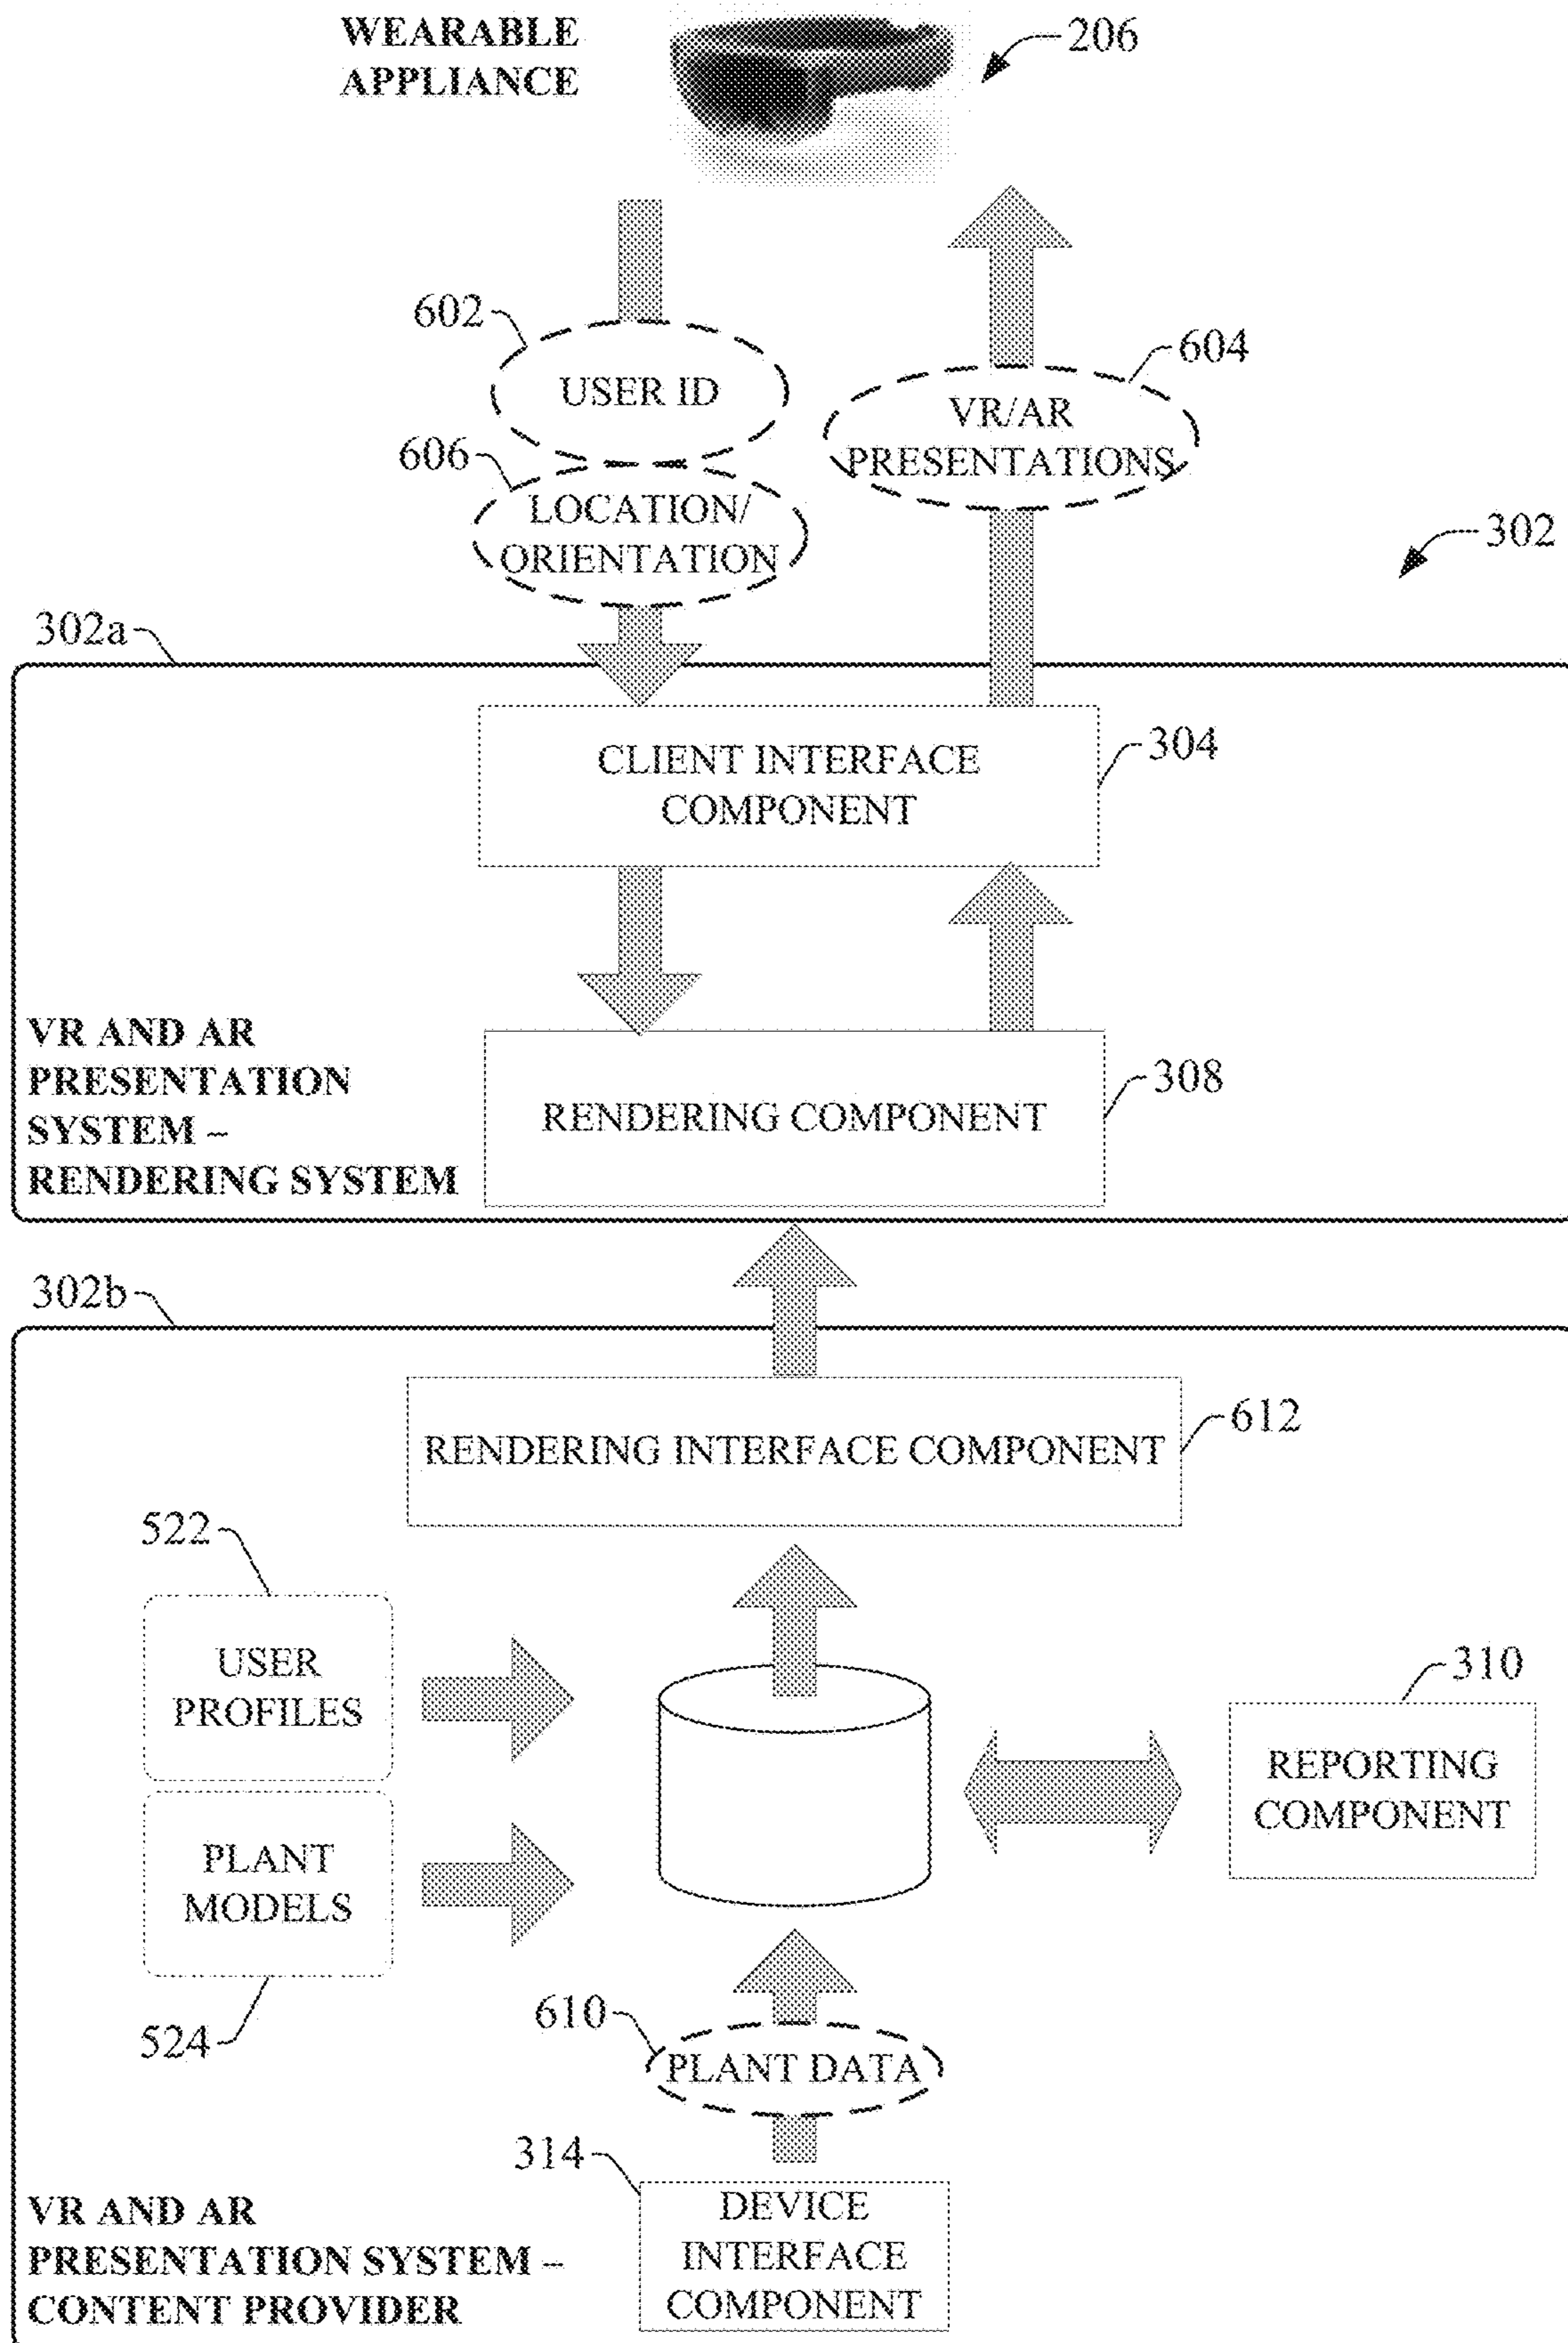 WEARABLE
APPLIANCE
206
602
USER ID
604
VR/AR
PRESENTATIONS
606
LOCATION/
ORIENTATION
302
302a
CLIENT INTERFACE
COMPONENT
304
VR AND AR
PRESENTATION
SYSTEM –
RENDERING SYSTEM
RENDERING COMPONENT
308
302b
RENDERING INTERFACE COMPONENT
612
522
USER
PROFILES
310
REPORTING
COMPONENT
PLANT
MODELS
524
610
PLANT DATA
314
DEVICE
INTERFACE
COMPONENT
VR AND AR
PRESENTATION SYSTEM –
CONTENT PROVIDER